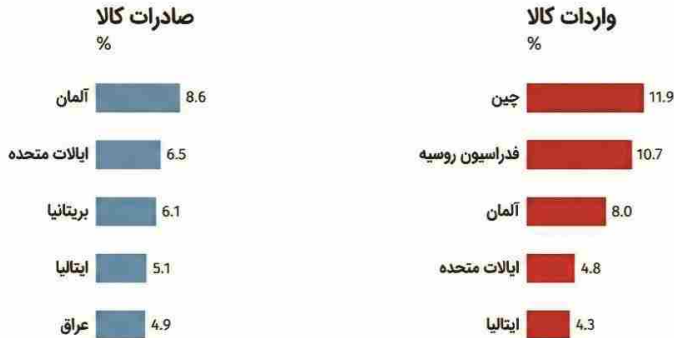 صادرات کالا
%
آلمان 8.6
ایالات متحده 6.5
بریتانیا 6.1
ایتالیا 5.1
عراق 4.9
واردات کالا
%
چین 11.9
فدراسیون روسیه 10.7
آلمان 8.0
ایالات متحده 4.8
ایتالیا 4.3